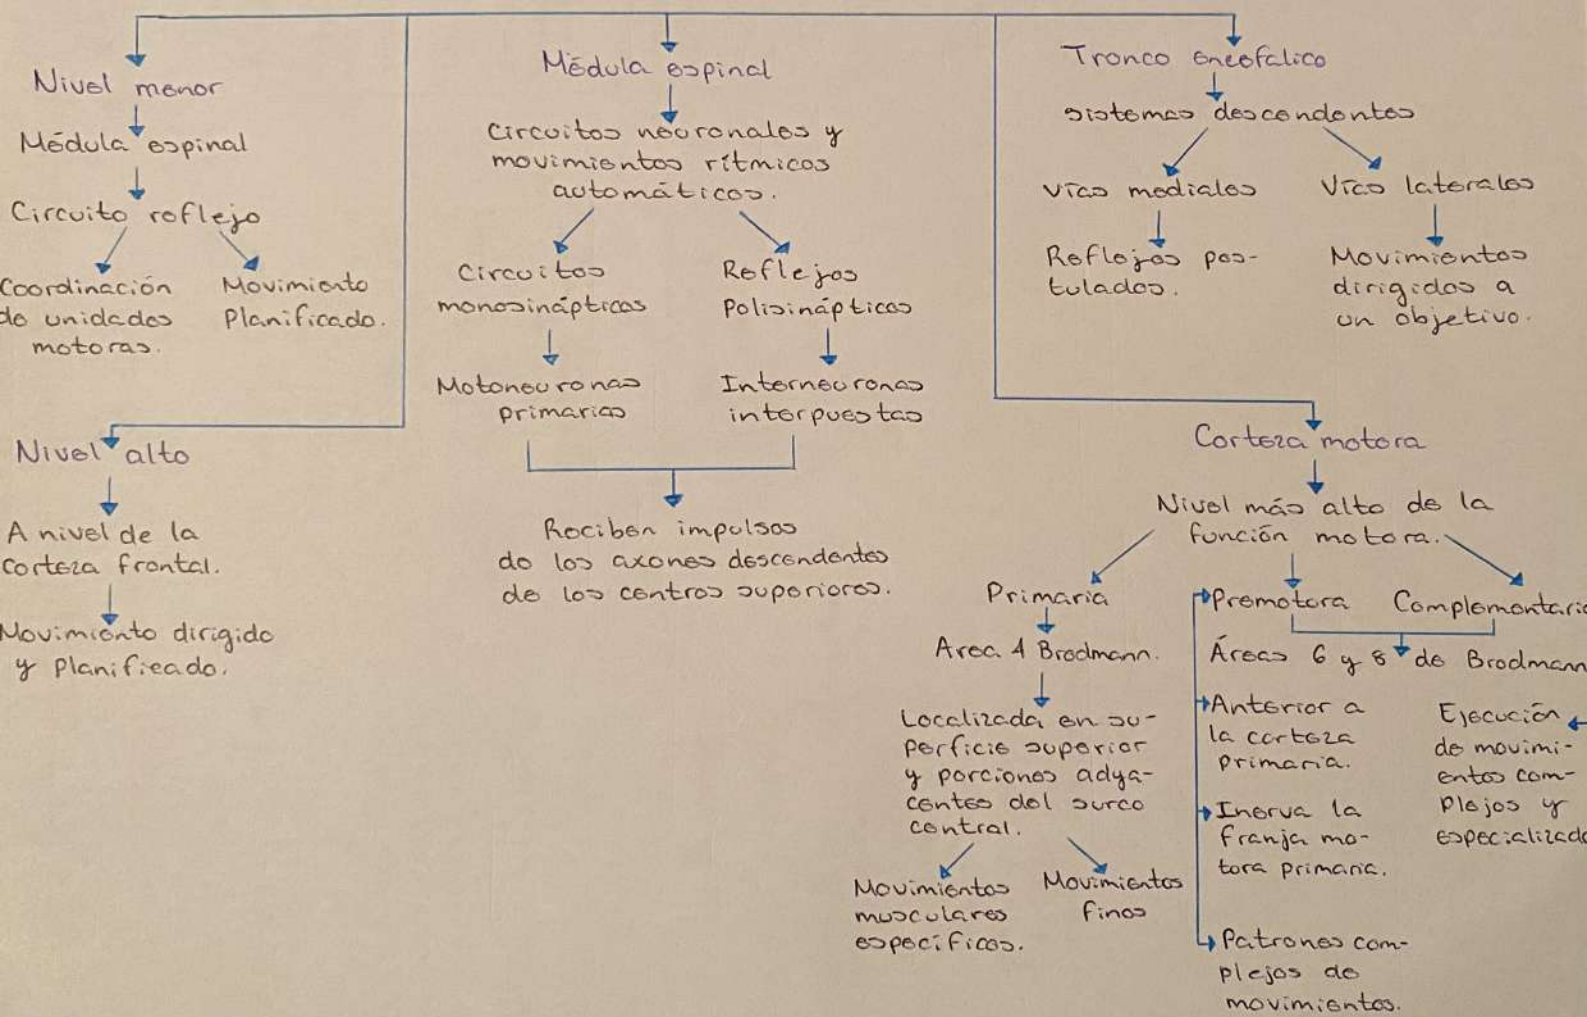 Nivel menor
Médula espinal
Circuito reflejo
Coordinación
de unidades
motoras.
Movimiento
Planificado.
Nivel alto
A nivel de la
corteza frontal.
Movimiento dirigido
y Planificado.
Médula espinal
Circuitos neuronales y
movimientos rítmicos
automáticos.
Circuitos
monosinápticos
Motoneuronas
primarias
Reflejos
Polisinápticos
Interneuronas
interpuestas
Reciben impulsos
de los axones descendentes
de los centros superiores.
Tronco encefálico
sistemas descendentes
Vías mediales
Reflejos pos-
tulados.
Vías laterales
Movimientos
dirigidos a
un objetivo.
Corteza motora
Nivel más alto de la
función motora.
Primaria
Area 4 Brodmann.
Localizada en su-
perficie superior
y porciones adya-
centes del surco
central.
Movimientos
musculares
específicos.
Movimientos
finos
Premotora
Complementaria
Áreas 6 y 8 de Brodmann
Anterior a
la corteza
primaria.
Inerva la
franja mo-
tora primaria.
Patrones com-
plejos de
movimientos.
Ejecución
de movimi-
entos com-
plejos y
especializado